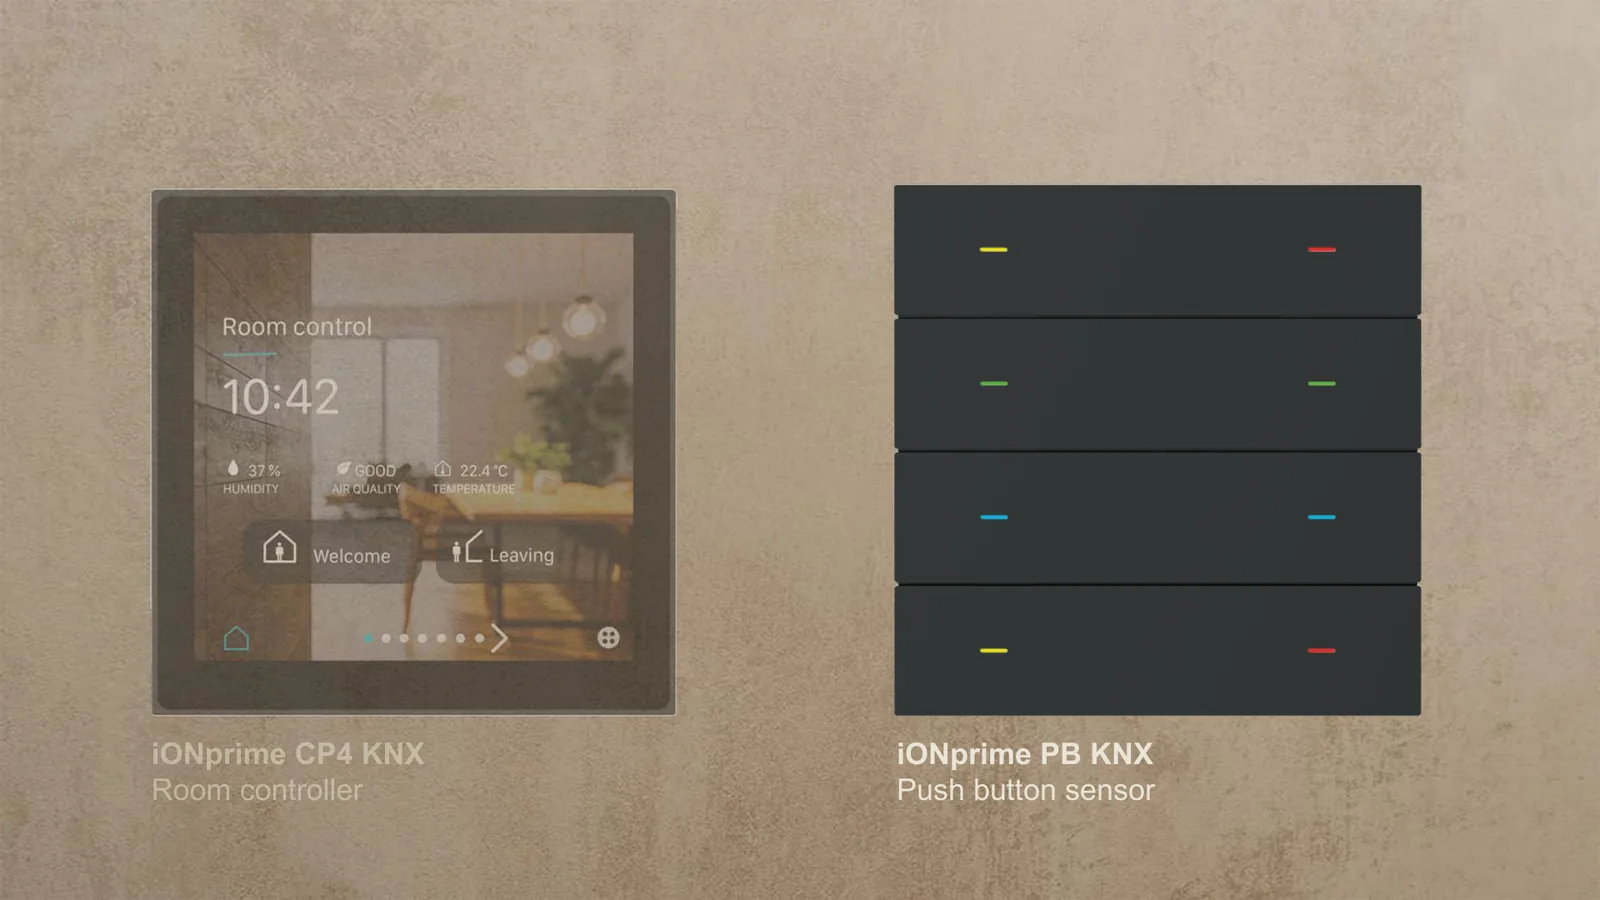 Room control
10:42
37 % GOOD 22.4 °C
HUMIDITY AIR QUALITY TEMPERATURE
Welcome Leaving
iONprime CP4 KNX
Room controller
iONprime PB KNX
Push button sensor